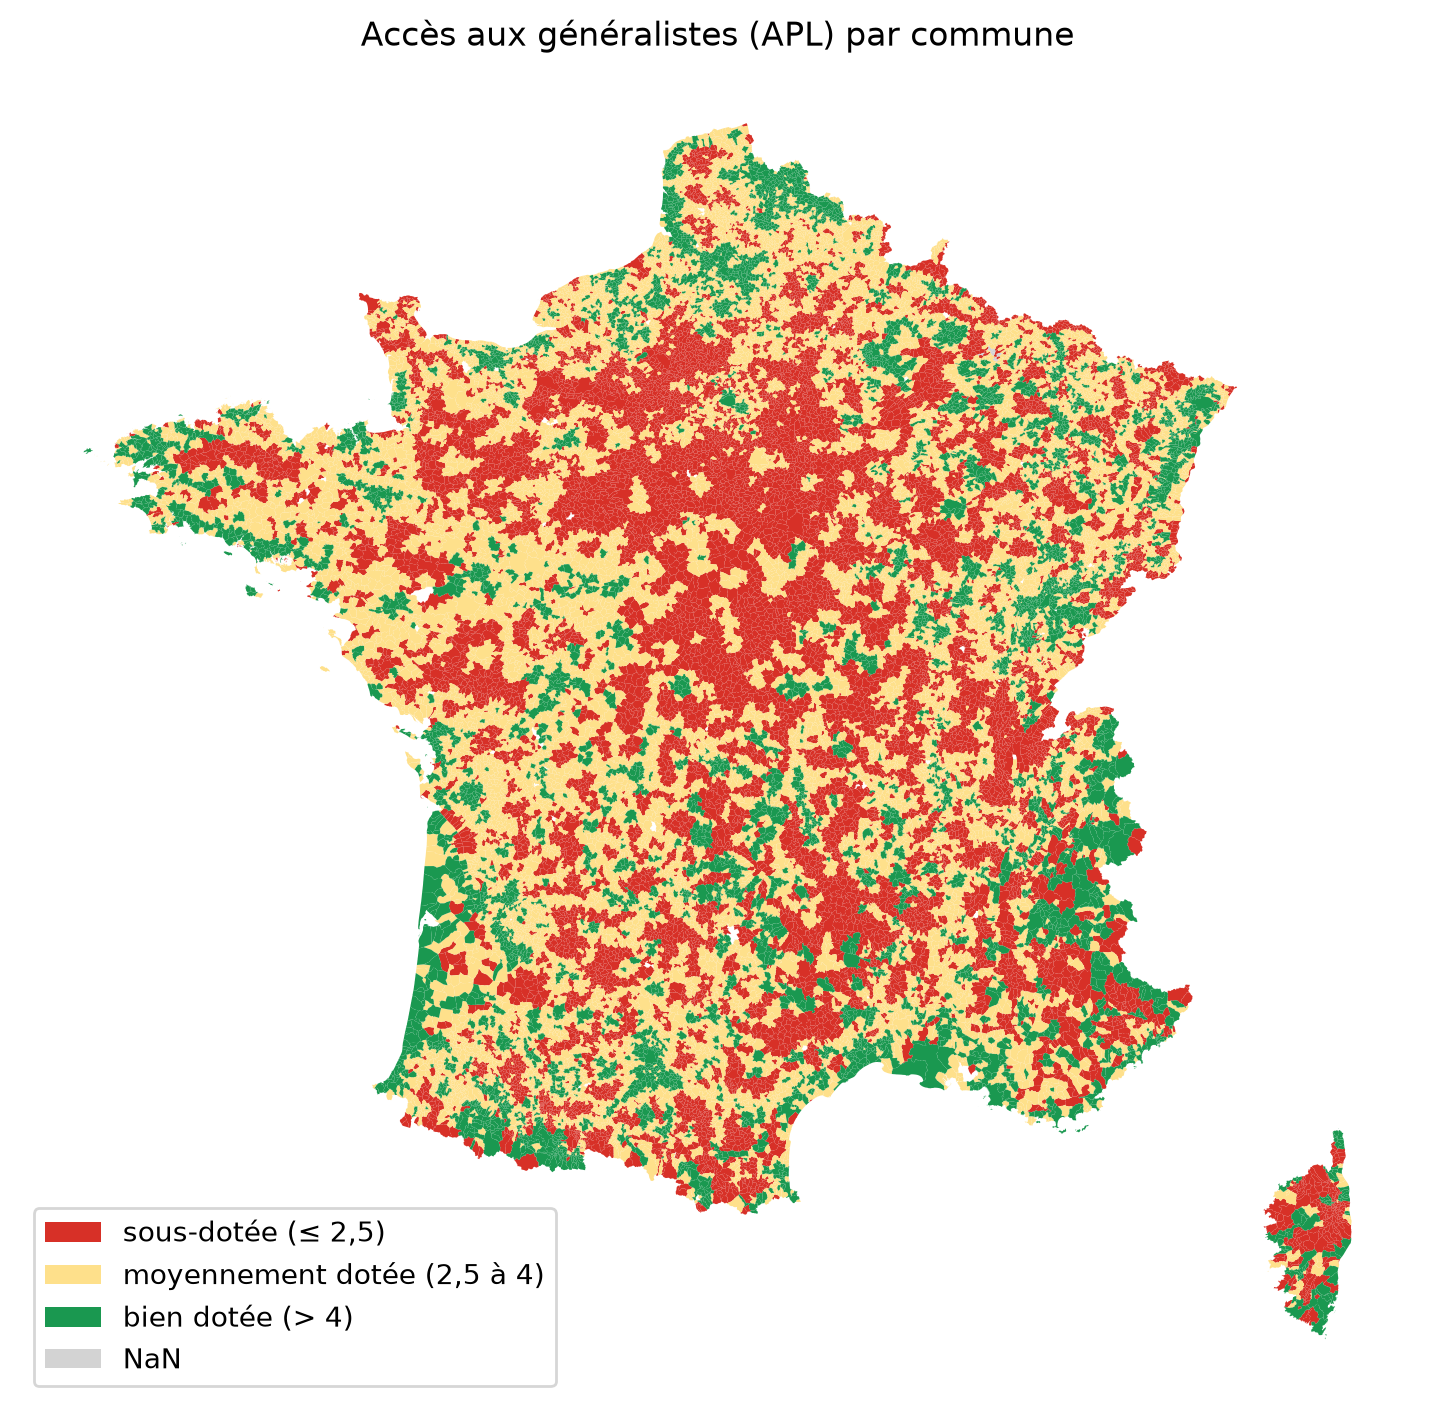 Accès aux généralistes (APL) par commune
sous-dotée (≤ 2,5)
moyennement dotée (2,5 à 4)
bien dotée (> 4)
NaN